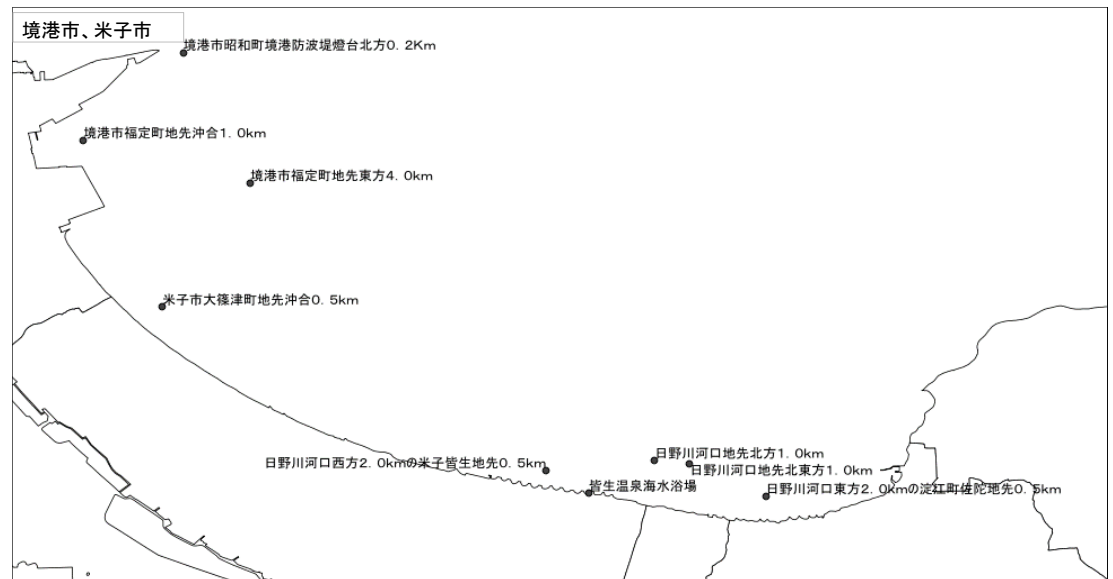 境港市、米子市
境港市昭和町境港防波堤燈台北方0．2Km
境港市福定町地先沖合1．0km
境港市福定町地先東方4．0km
米子市大篠津町地先沖合0．5km
日野川河口地先北方1．0km
日野川河口西方2．0kmの米子皆生地先0．5km
日野川河口地先北東方1．0km
皆生温泉海水浴場
日野川河口東方2．0kmの淀江町佐陀地先0．5km